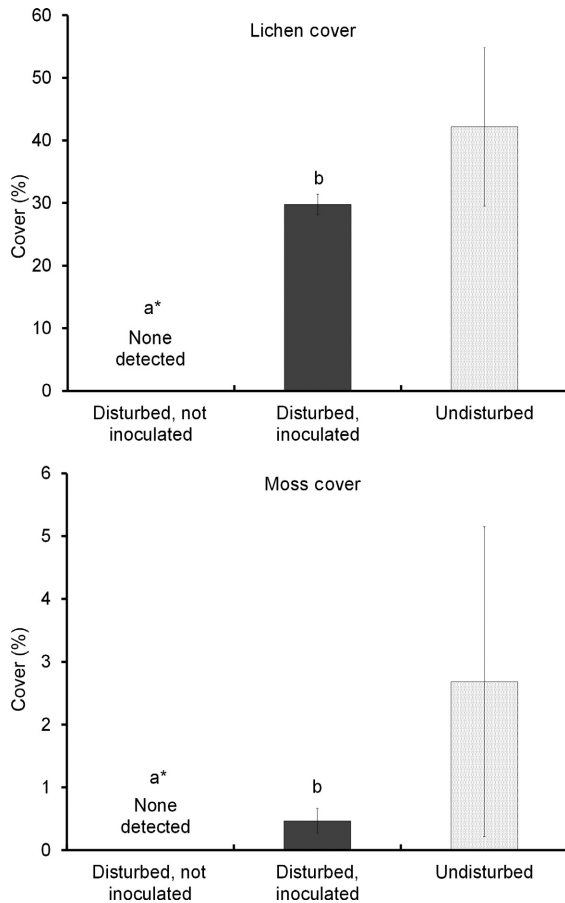 Lichen cover
60
50
40
30
20
10
0
Cover (%)
b
a*
None
detected
Disturbed, not
inoculated
Disturbed,
inoculated
Undisturbed
Moss cover
6
5
4
3
2
1
0
Cover (%)
a*
b
None
detected
Disturbed, not
inoculated
Disturbed,
inoculated
Undisturbed